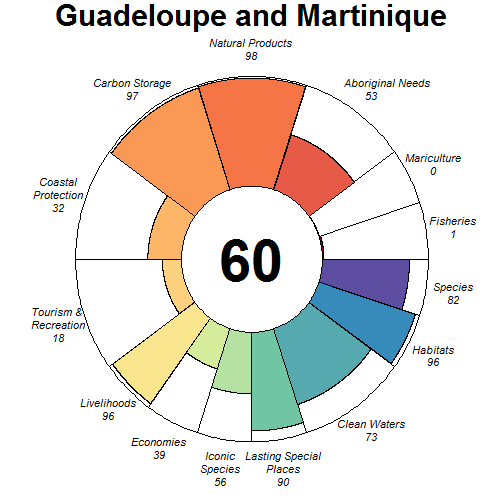 Guadeloupe and Martinique
Natural Products
98
Carbon Storage
97
Aboriginal Needs
53
Mariculture
0
Coastal
Protection
32
Fisheries
1
60
Species
82
Tourism &
Recreation
18
Habitats
96
Livelihoods
96
Clean Waters
73
Economies
39
Iconic
Species
56
Lasting Special
Places
90